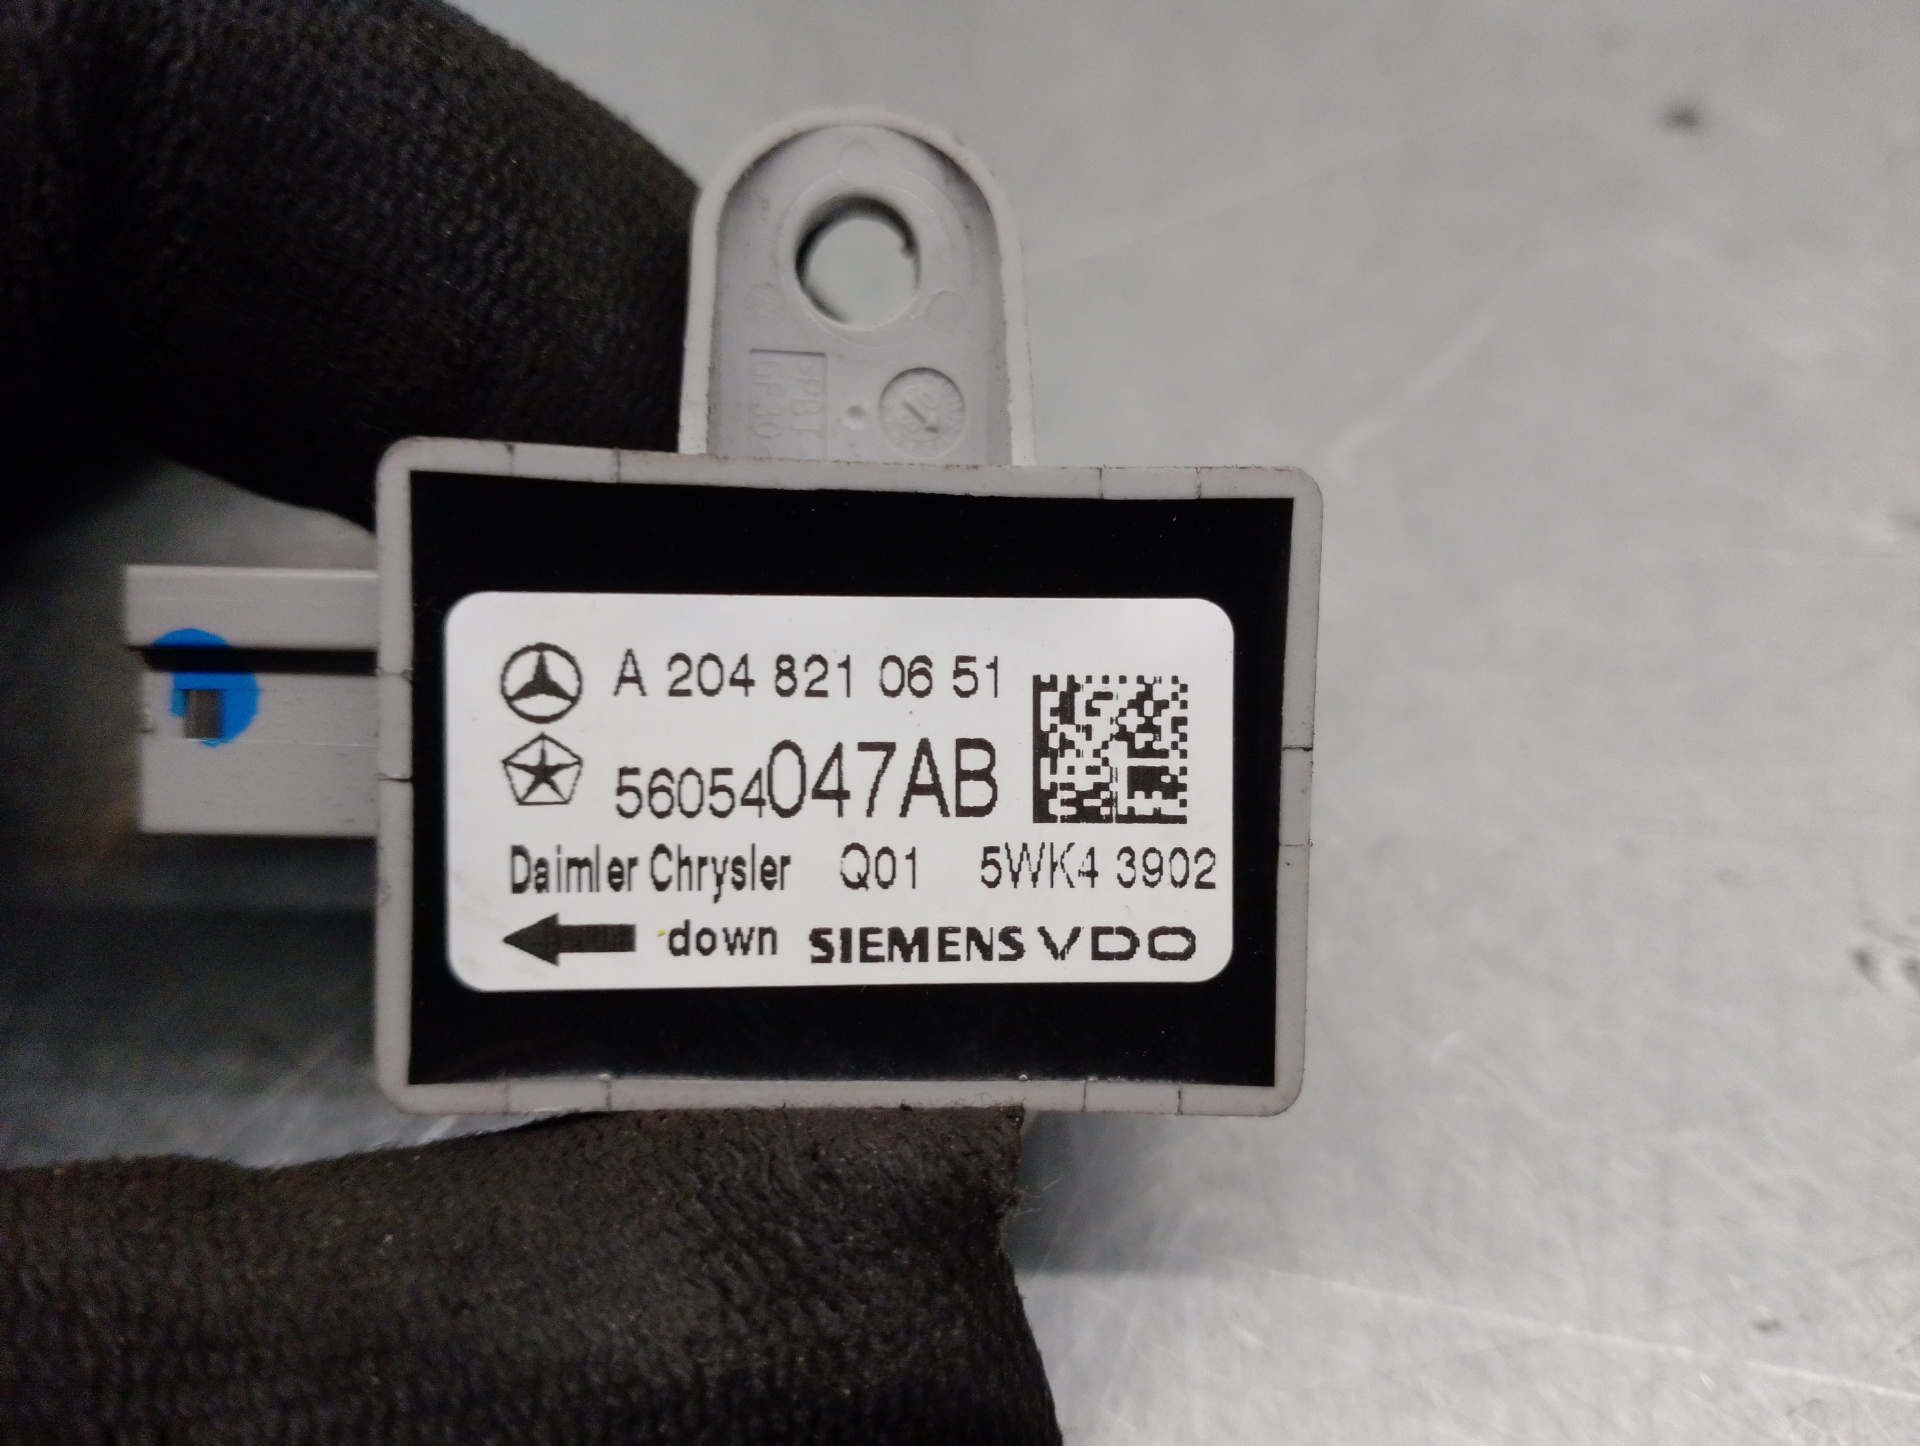 A 204 821 06 51
56054047AB
Daimler Chrysler Q01 5WK4 3902
down SIEMENS VDO